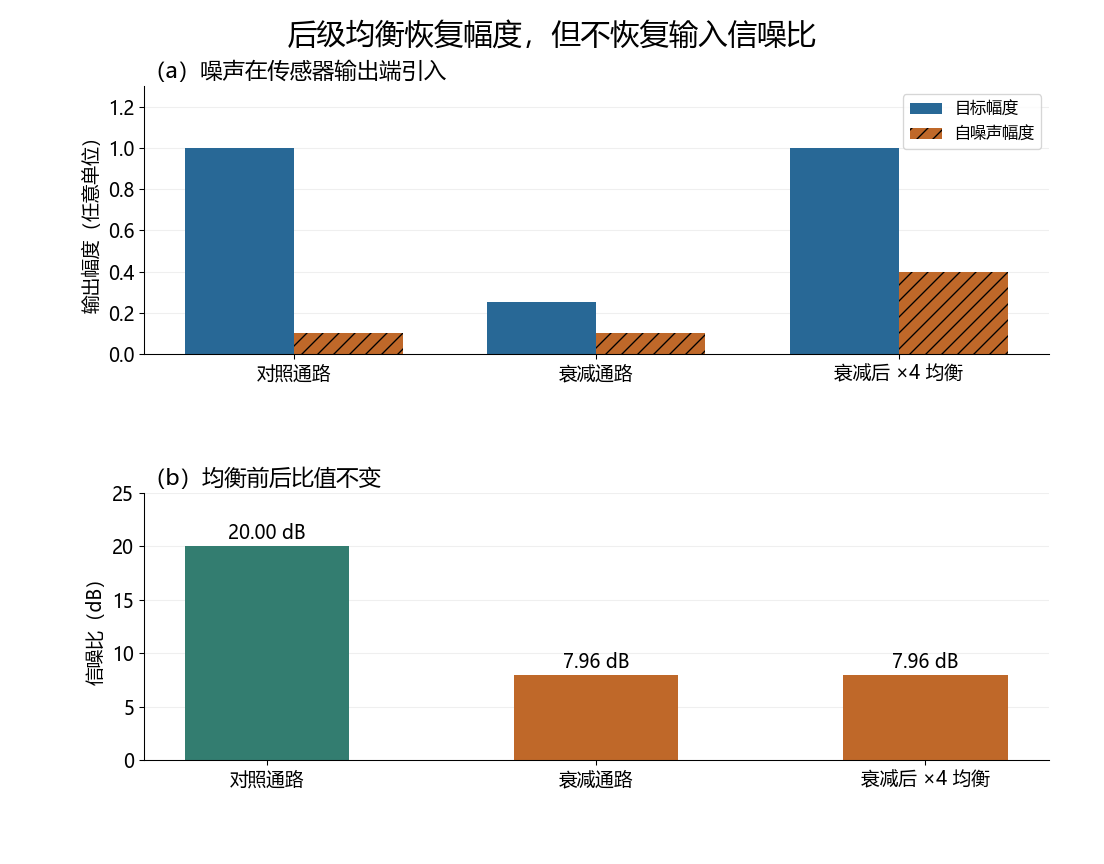 后级均衡恢复幅度，但不恢复输入信噪比
（a）噪声在传感器输出端引入
目标幅度
自噪声幅度
输出幅度（任意单位）
1.2
1.0
0.8
0.6
0.4
0.2
0.0
对照通路
衰减通路
衰减后 ×4 均衡
（b）均衡前后比值不变
信噪比（dB）
25
20
15
10
5
0
20.00 dB
7.96 dB
7.96 dB
对照通路
衰减通路
衰减后 ×4 均衡